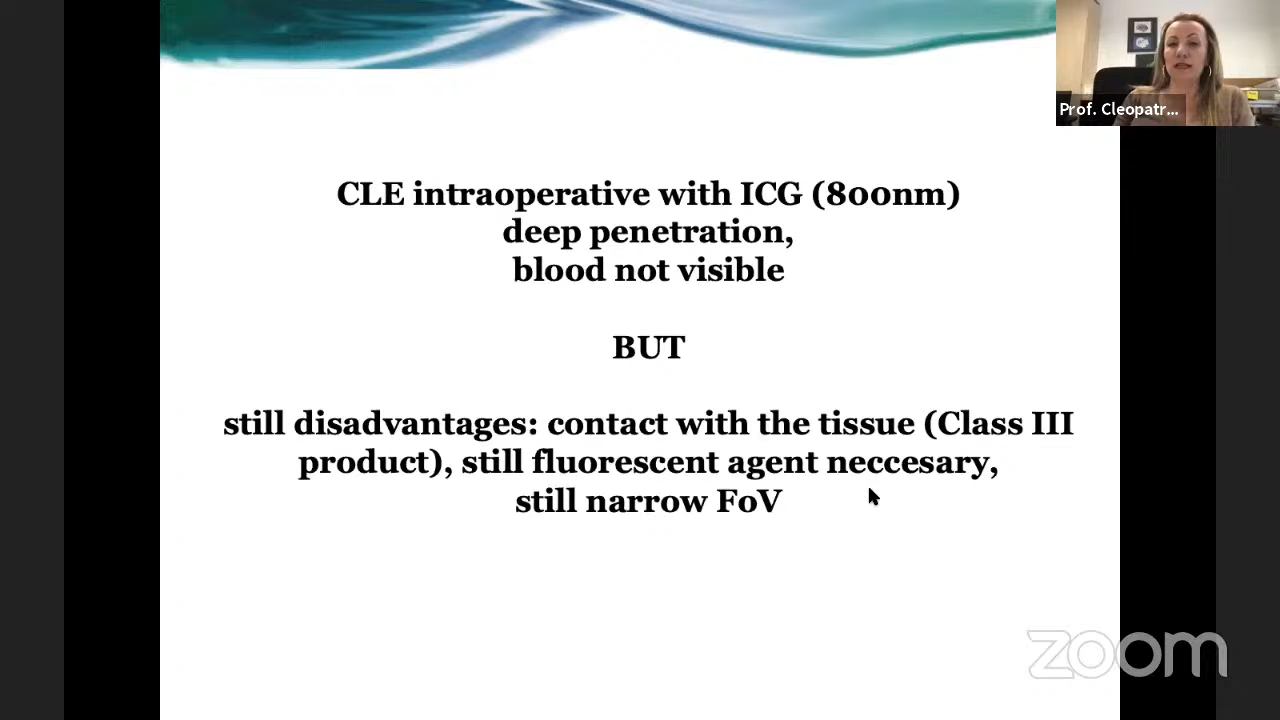 Prof. Cleopatr...
CLE intraoperative with ICG (800nm)
deep penetration,
blood not visible
BUT
still disadvantages: contact with the tissue (Class III
product), still fluorescent agent neccesary,
still narrow FoV
zoom